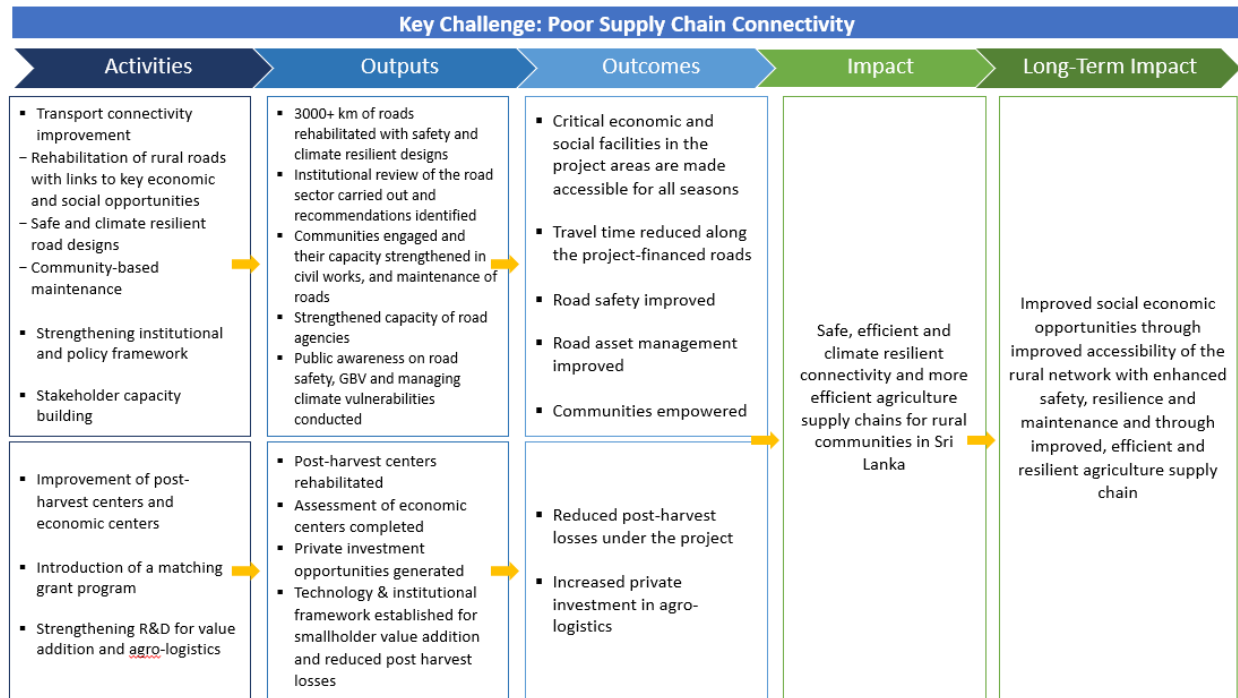 Key Challenge: Poor Supply Chain Connectivity
Activities
Outputs
Outcomes
Impact
Long-Term Impact
▪ Transport connectivity
improvement
– Rehabilitation of rural roads
with links to key economic
and social opportunities
– Safe and climate resilient
road designs
– Community-based
maintenance
▪ Strengthening institutional
and policy framework
▪ Stakeholder capacity
building
▪ 3000+ km of roads
rehabilitated with safety and
climate resilient designs
▪ Institutional review of the road
sector carried out and
recommendations identified
▪ Communities engaged and
their capacity strengthened in
civil works, and maintenance of
roads
▪ Strengthened capacity of road
agencies
▪ Public awareness on road
safety, GBV and managing
climate vulnerabilities
conducted
▪ Critical economic and
social facilities in the
project areas are made
accessible for all seasons
▪ Travel time reduced along
the project-financed roads
▪ Road safety improved
▪ Road asset management
improved
▪ Communities empowered
▪ Improvement of post-
harvest centers and
economic centers
▪ Introduction of a matching
grant program
▪ Strengthening R&D for value
addition and agro-logistics
▪ Post-harvest centers
rehabilitated
▪ Assessment of economic
centers completed
▪ Private investment
opportunities generated
▪ Technology & institutional
framework established for
smallholder value addition
and reduced post harvest
losses
▪ Reduced post-harvest
losses under the project
▪ Increased private
investment in agro-
logistics
Safe, efficient and
climate resilient
connectivity and more
efficient agriculture
supply chains for rural
communities in Sri
Lanka
Improved social economic
opportunities through
improved accessibility of the
rural network with enhanced
safety, resilience and
maintenance and through
improved, efficient and
resilient agriculture supply
chain